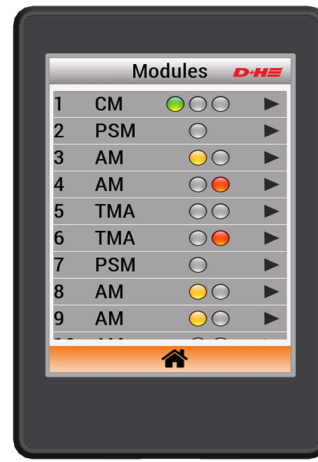 Modules D+H
1 CM
2 PSM
3 AM
4 AM
5 TMA
6 TMA
7 PSM
8 AM
9 AM